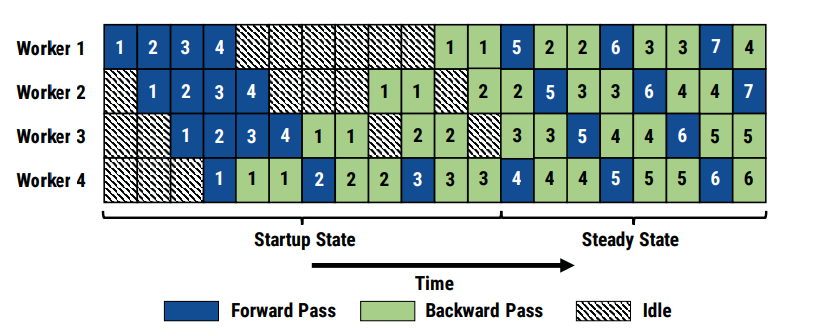 Worker 1 1 2 3 4 1 1 5 2 2 6 3 3 7 4
Worker 2 1 2 3 4 1 1 2 2 5 3 3 6 4 4 7
Worker 3 1 2 3 4 1 1 2 2 3 3 5 4 4 6 5 5
Worker 4 1 1 1 2 2 2 3 3 3 4 4 4 5 5 5 6 6
Startup State Steady State
Time
Forward Pass Backward Pass Idle